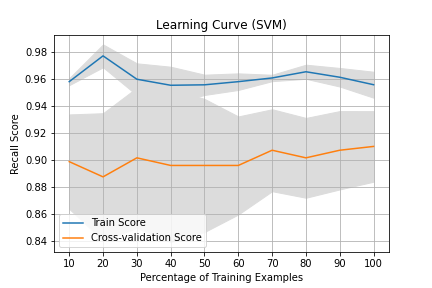 Learning Curve (SVM)
Recall Score
0.98
0.96
0.94
0.92
0.90
0.88
0.86
0.84
Train Score
Cross-validation Score
10 20 30 40 50 60 70 80 90 100
Percentage of Training Examples